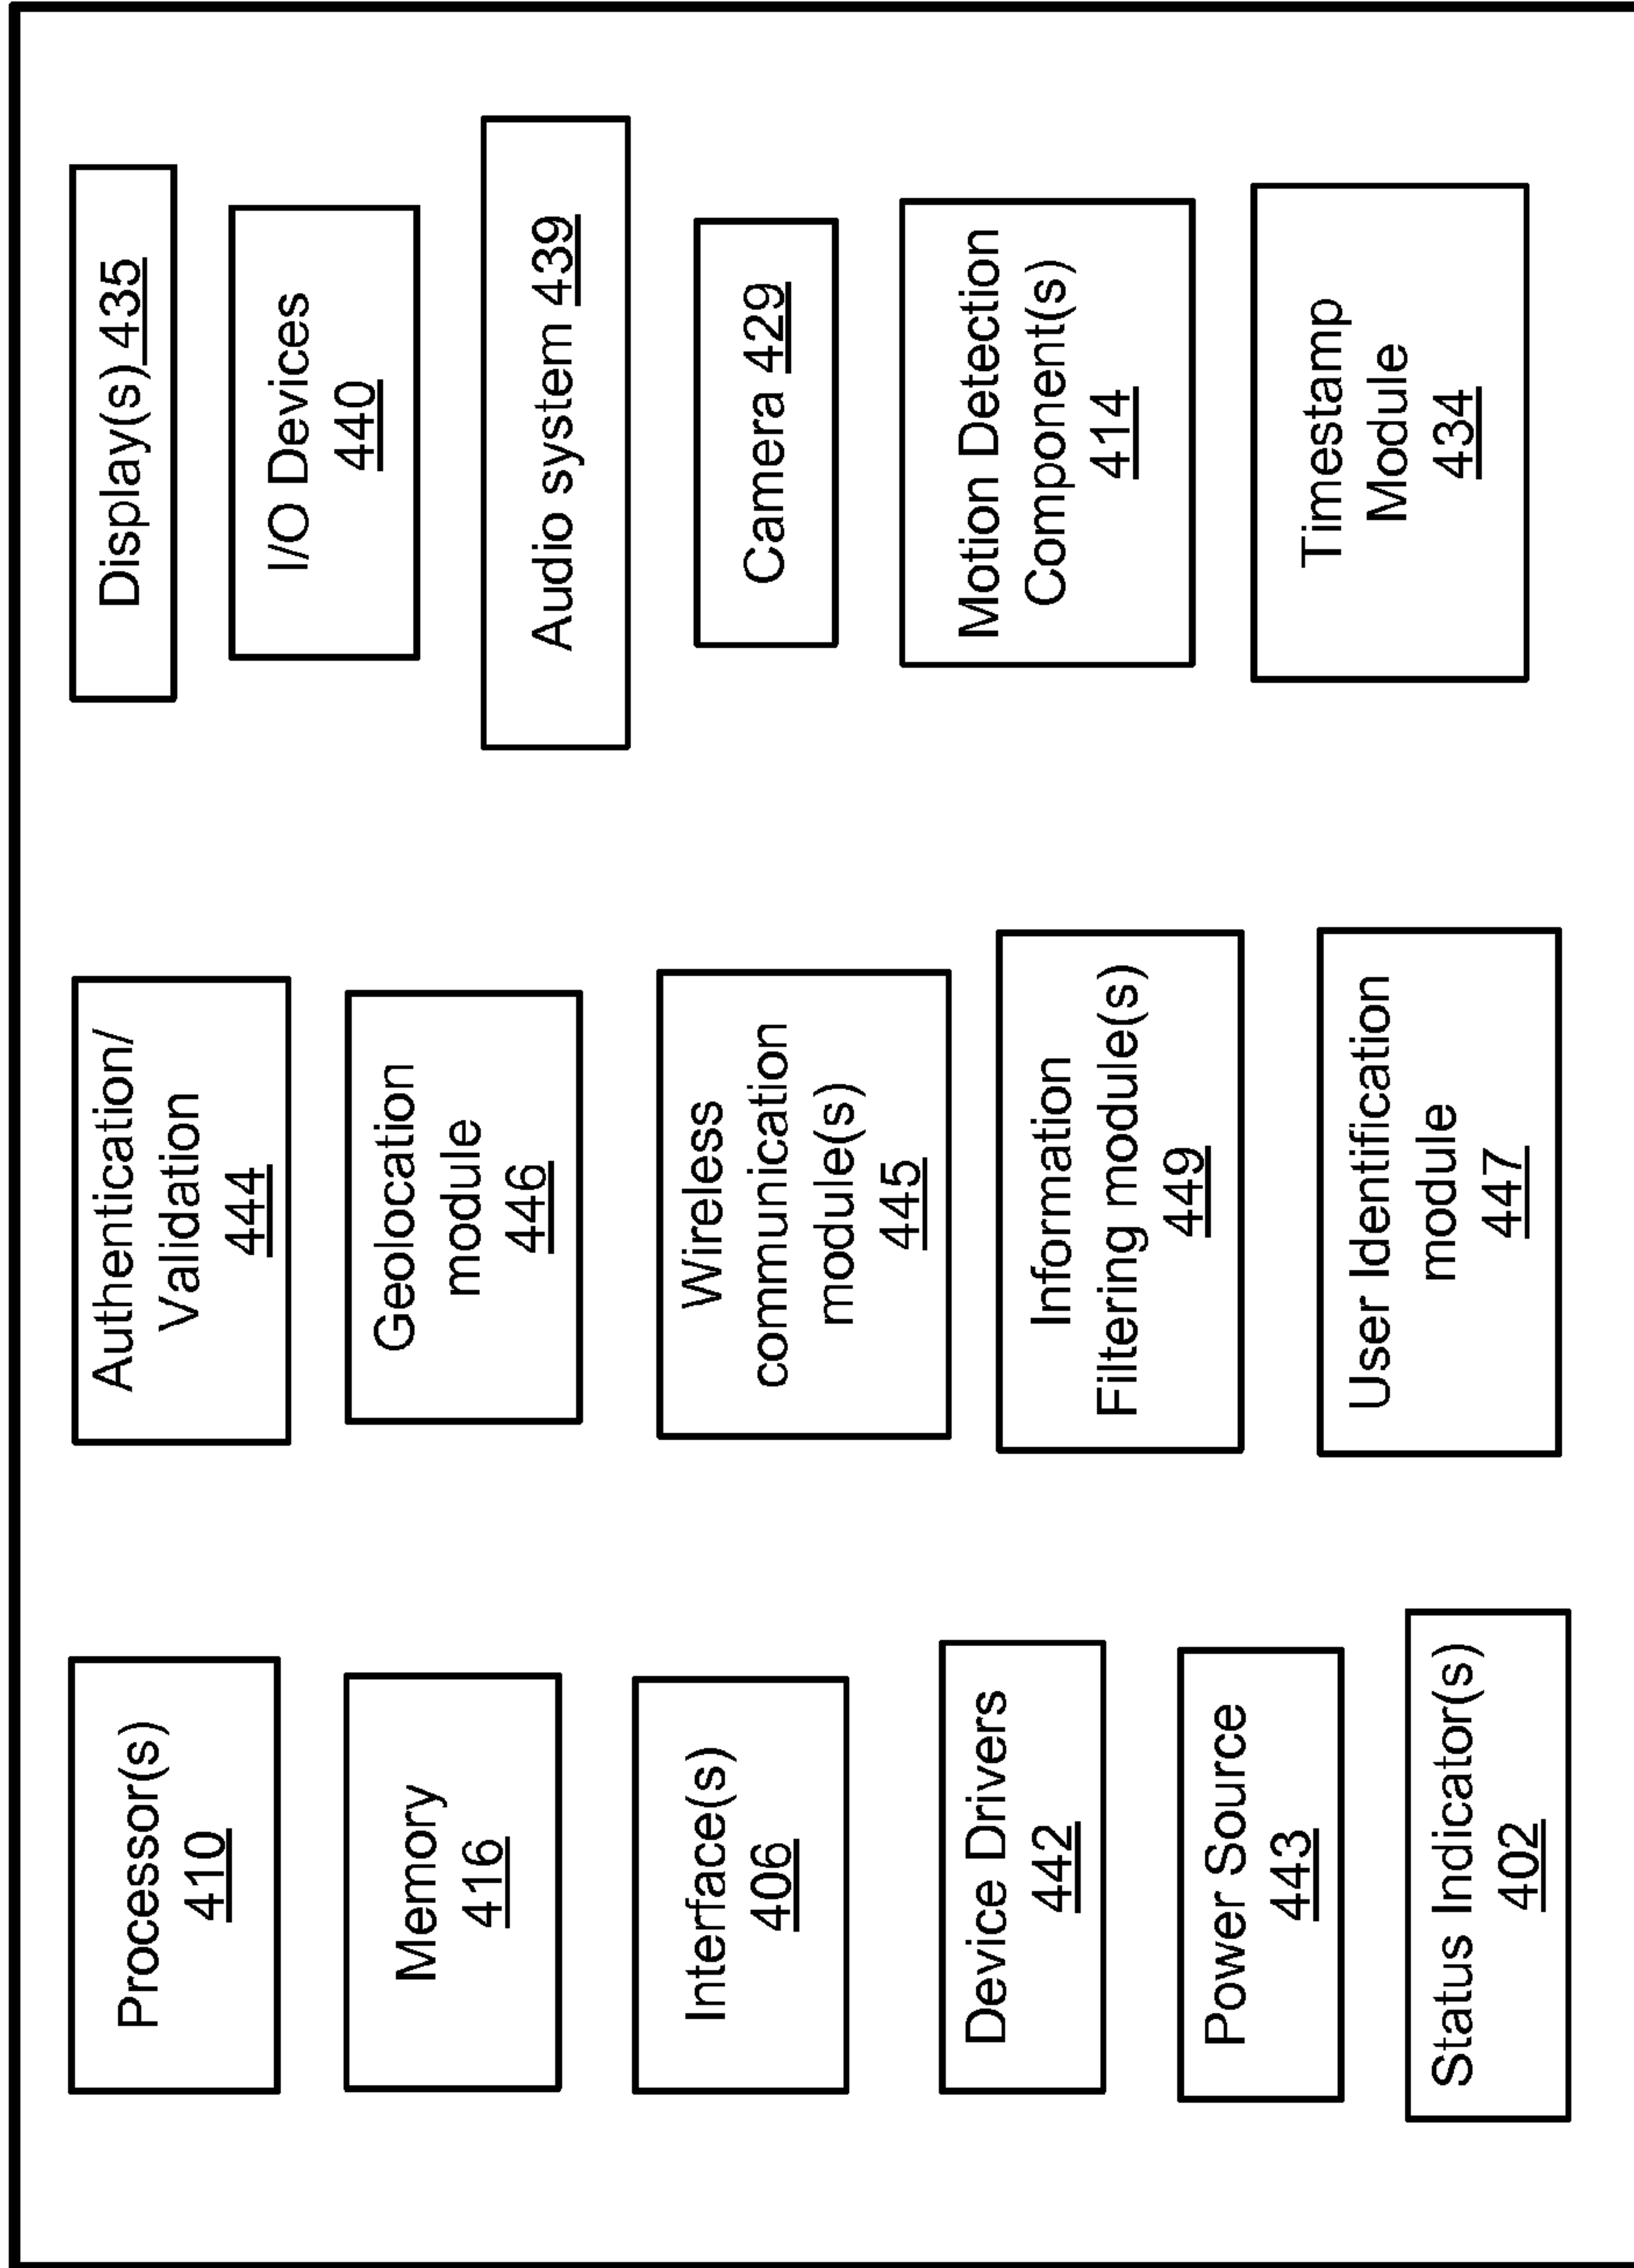 Processor(s)
410
Memory
416
Interface(s)
406
Device Drivers
442
Power Source
443
Status Indicator(s)
402
Authentication/
Validation
444
Geolocation
module
446
Wireless
communication
module(s)
445
Information
Filtering module(s)
449
User Identification
module
447
Display(s) 435
I/O Devices
440
Audio system 439
Camera 429
Motion Detection
Component(s)
414
Timestamp
Module
434